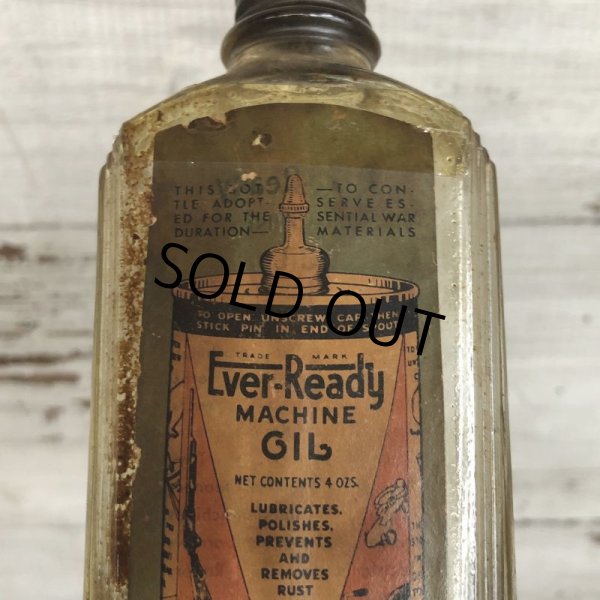 THIS BOT-
TLE ADOPT-
ED FOR THE
DURATION—
—TO CON-
SERVE ES-
SENTIAL WAR
MATERIALS
SOLD OUT
TO OPEN UNSCREW CAP THEN
STICK PIN IN END OF SPOUT
TRADE MARK
Ever-Ready
MACHINE
OIL
NET CONTENTS 4 OZS.
LUBRICATES,
POLISHES,
PREVENTS
AND
REMOVES
RUST